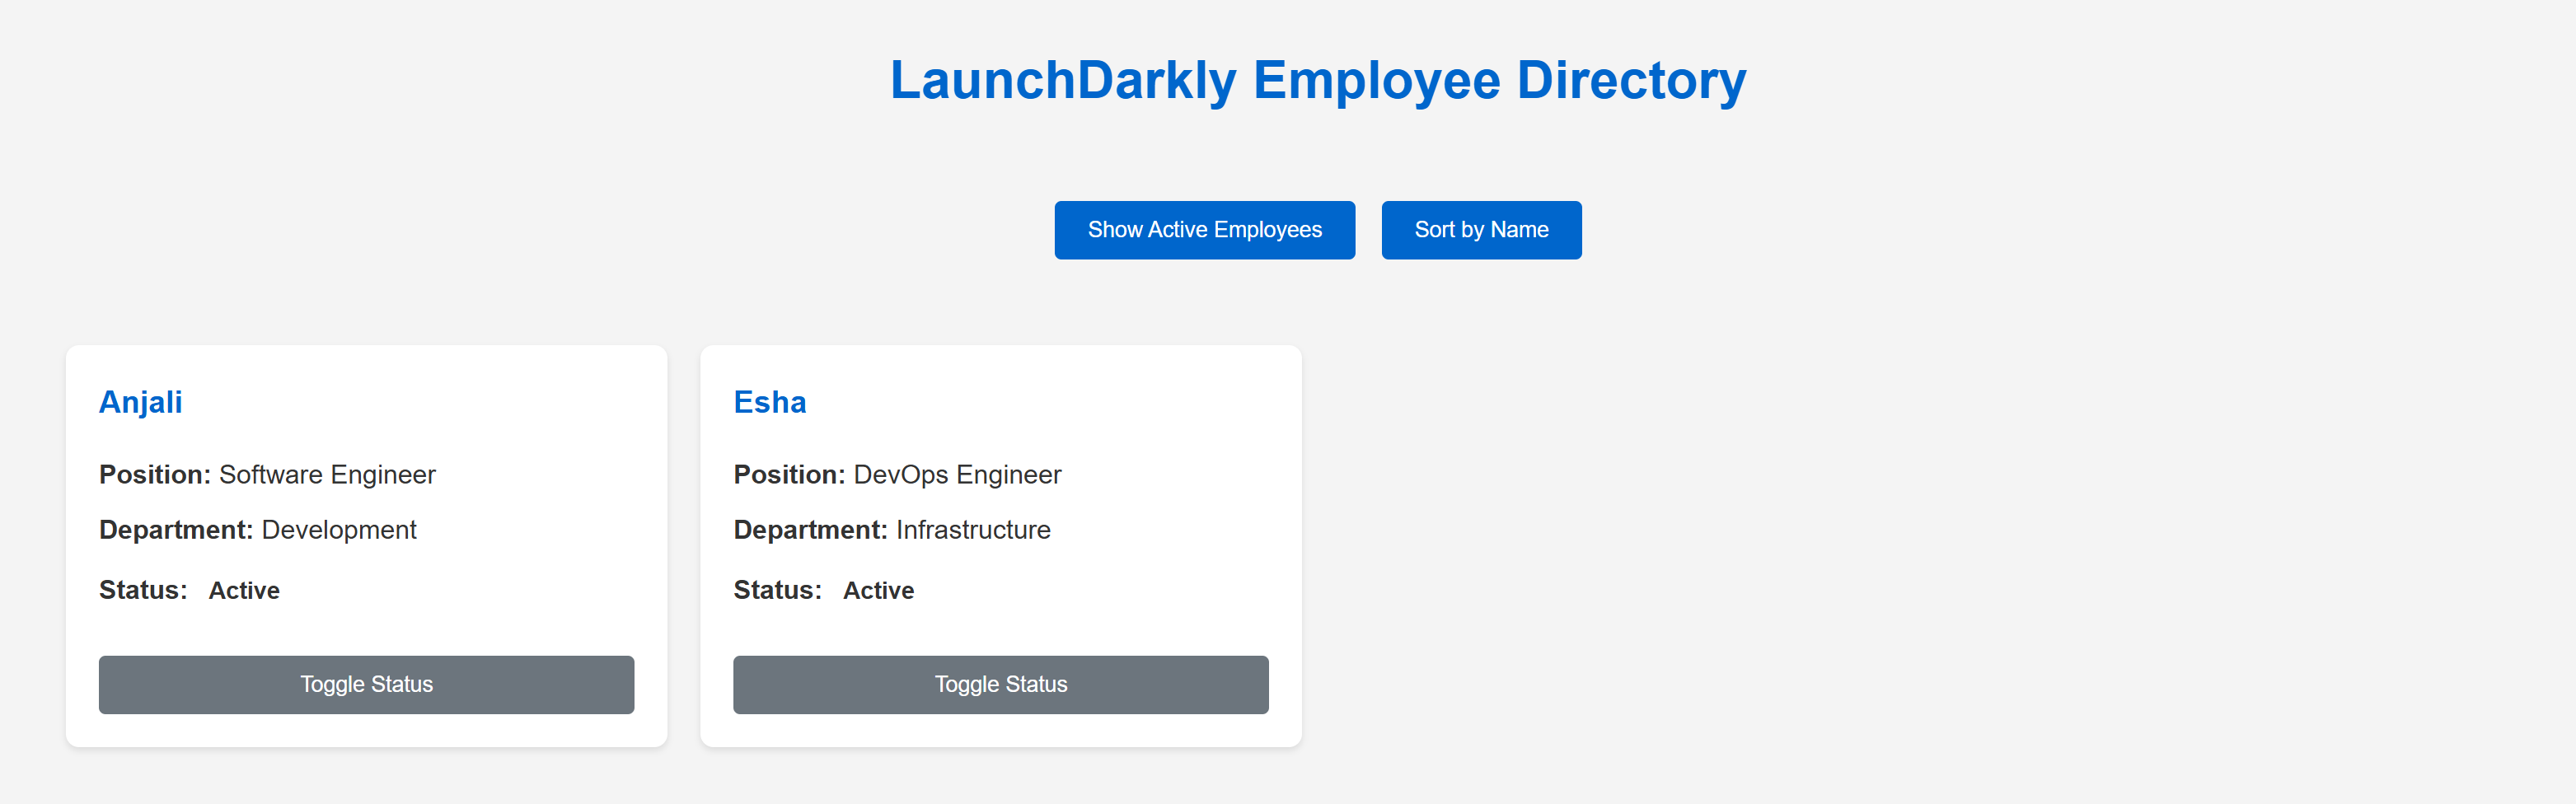 LaunchDarkly Employee Directory
Show Active Employees
Sort by Name
Anjali
Position: Software Engineer
Department: Development
Status: Active
Toggle Status
Esha
Position: DevOps Engineer
Department: Infrastructure
Status: Active
Toggle Status